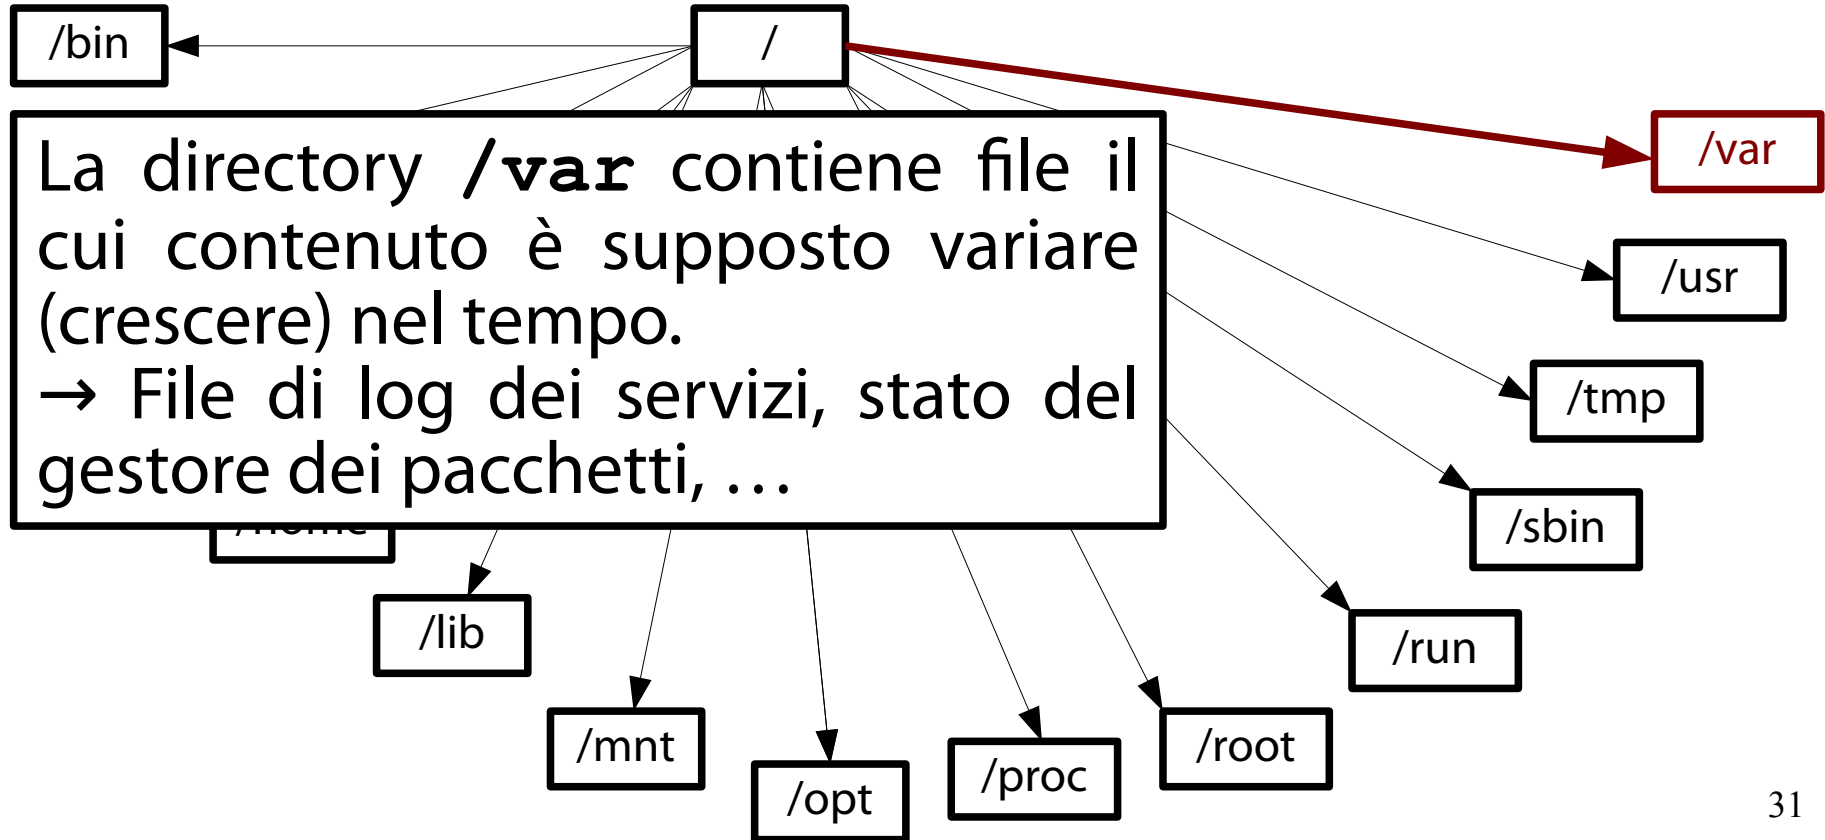 /bin
/
/var
La directory /var contiene file il
cui contenuto è supposto variare
(crescere) nel tempo.
→ File di log dei servizi, stato del
gestore dei pacchetti, …
/usr
/tmp
/sbin
/home
/lib
/run
/mnt
/root
/proc
/opt
31